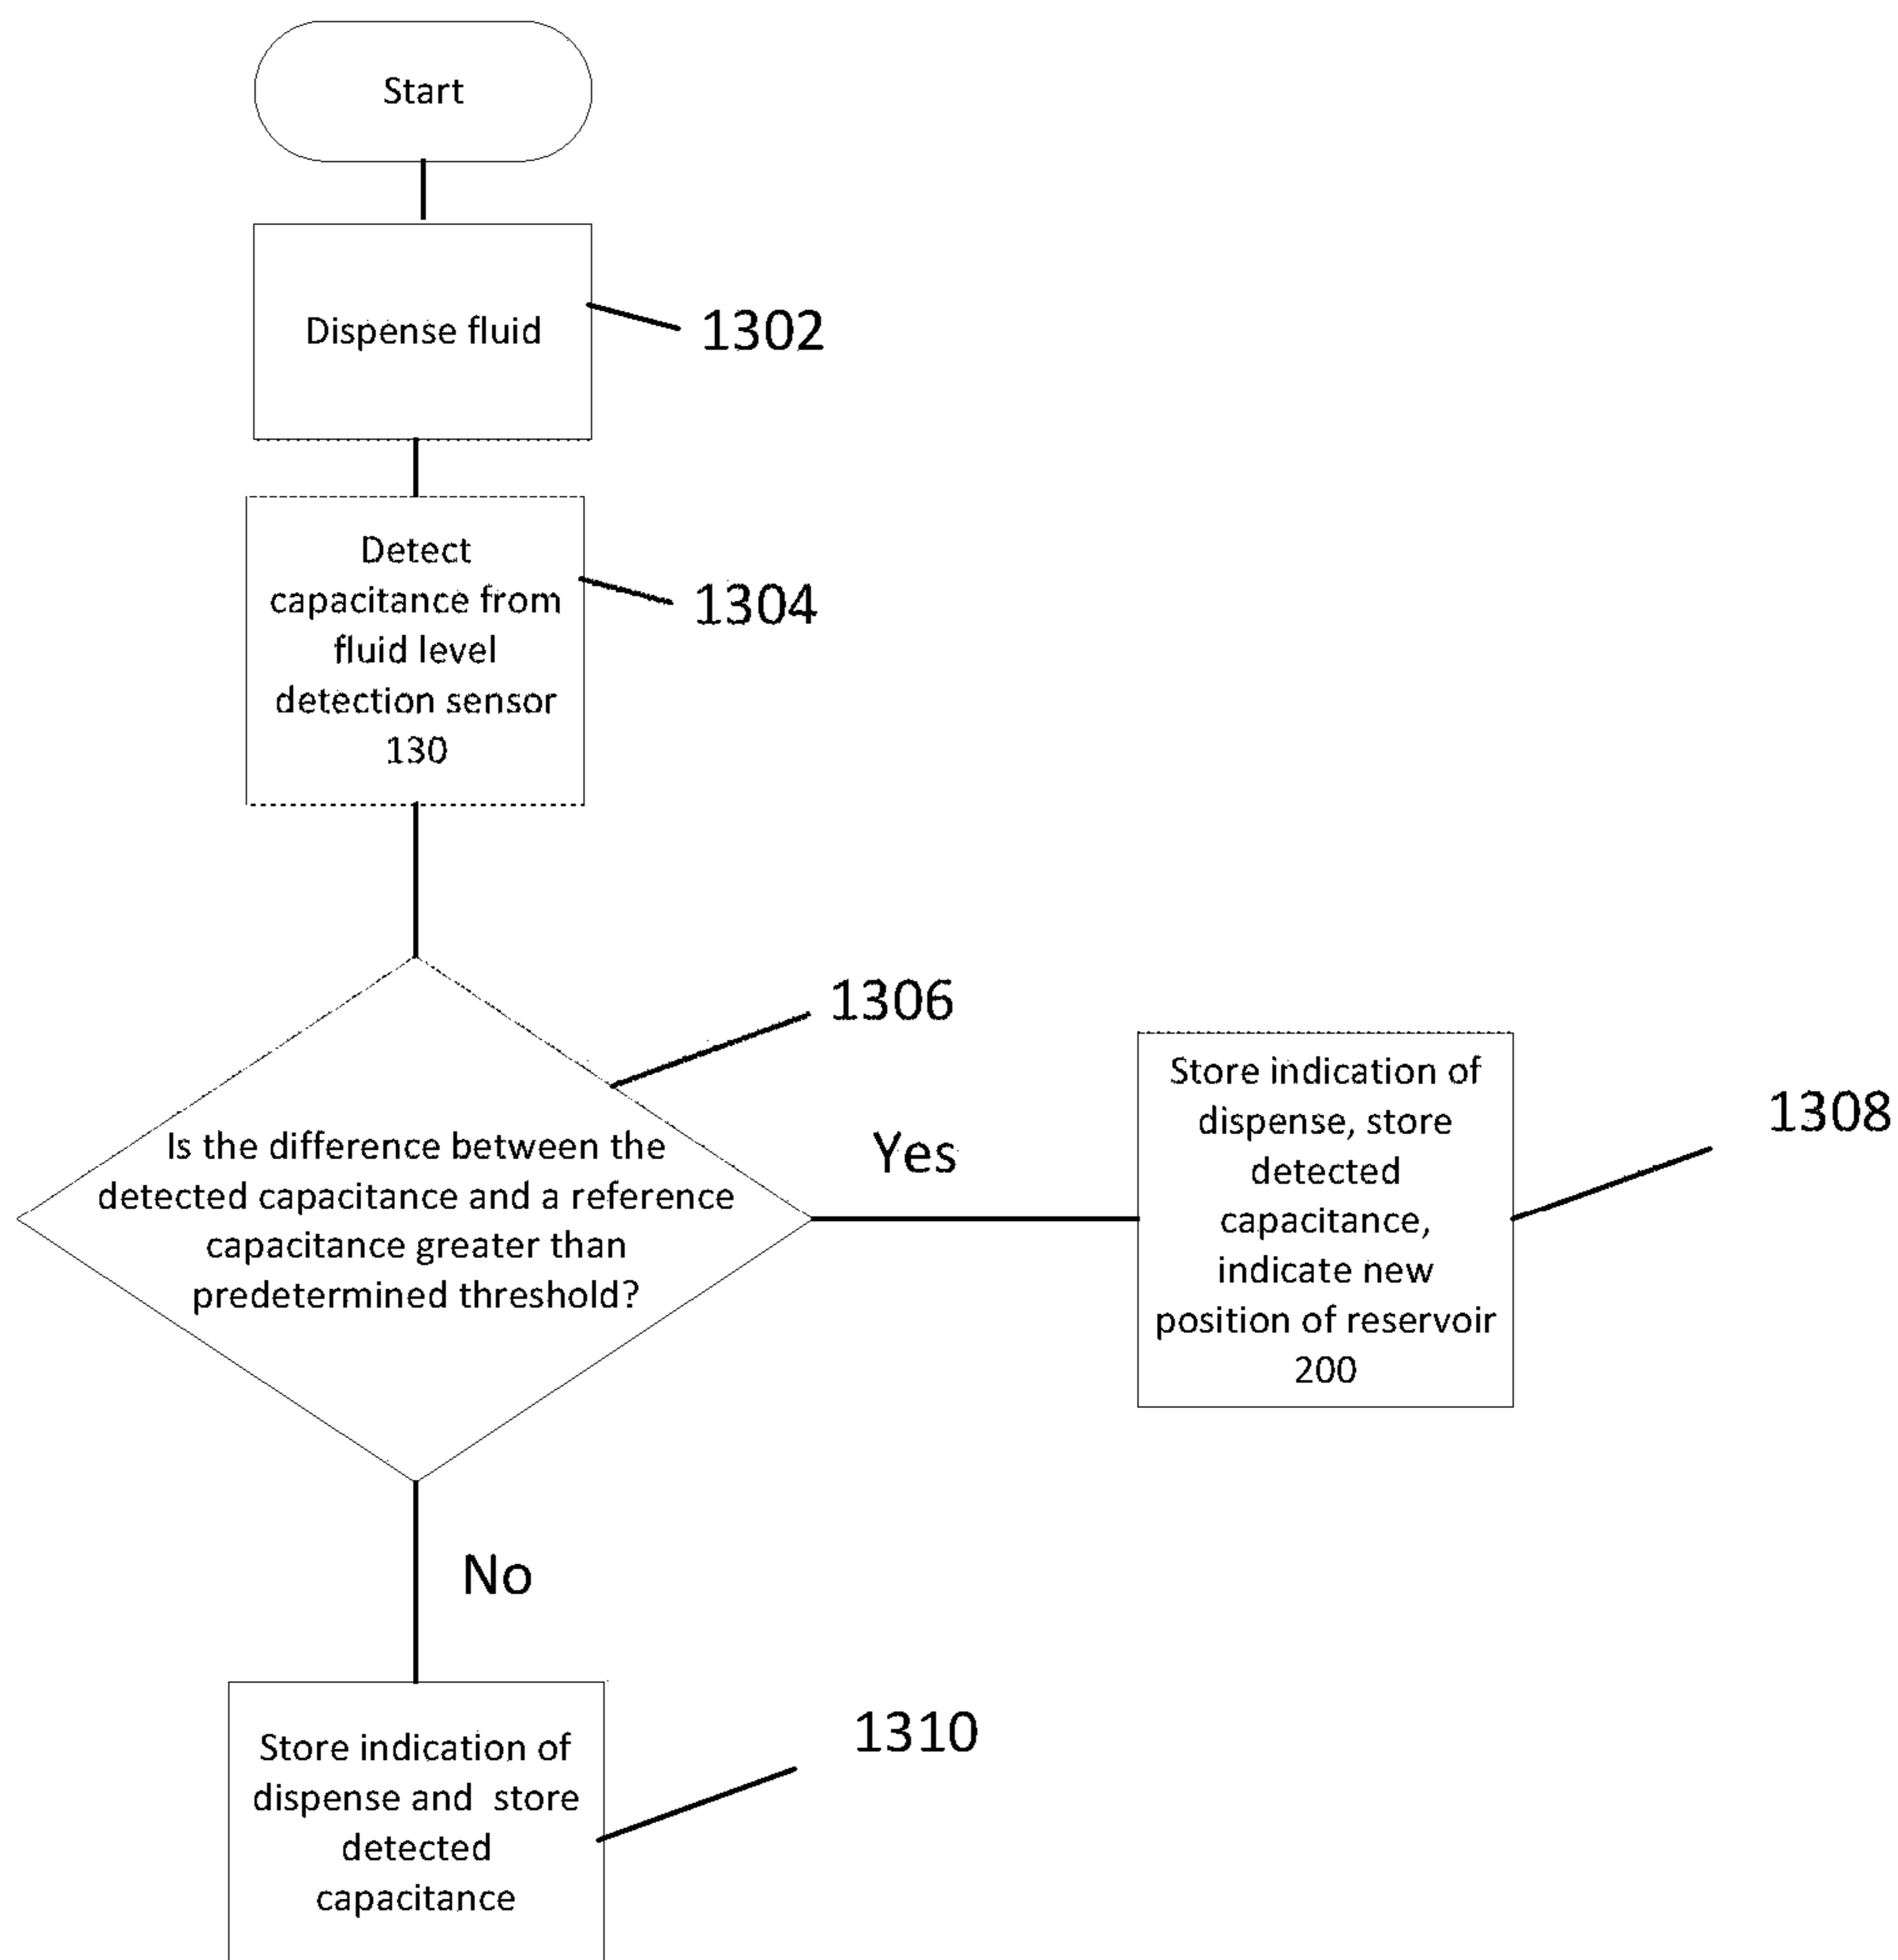 Start
Dispense fluid
1302
Detect
capacitance from
fluid level
detection sensor
130
1304
1306
Is the difference between the
detected capacitance and a reference
capacitance greater than
predetermined threshold?
Yes
Store indication of
dispense, store
detected
capacitance,
indicate new
position of reservoir
200
1308
No
Store indication of
dispense and store
detected
capacitance
1310